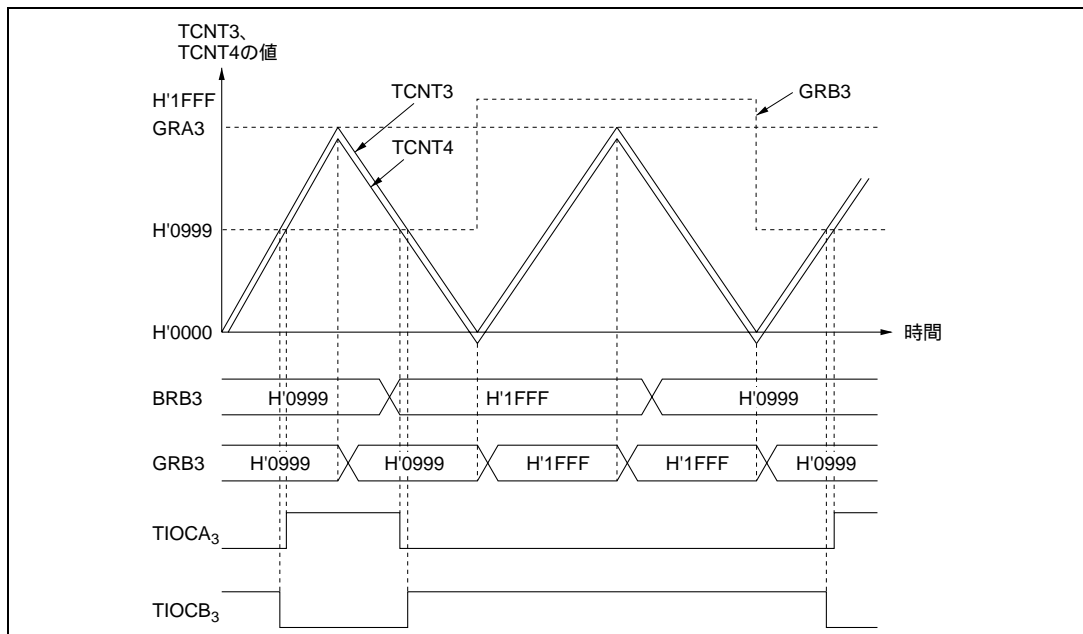 TCNT3、
TCNT4の値
H'1FFF
GRA3
TCNT3
TCNT4
GRB3
H'0999
H'0000
時間
BRB3 H'0999 H'1FFF H'0999
GRB3 H'0999 H'0999 H'1FFF H'1FFF H'0999
TIOCA3
TIOCB3